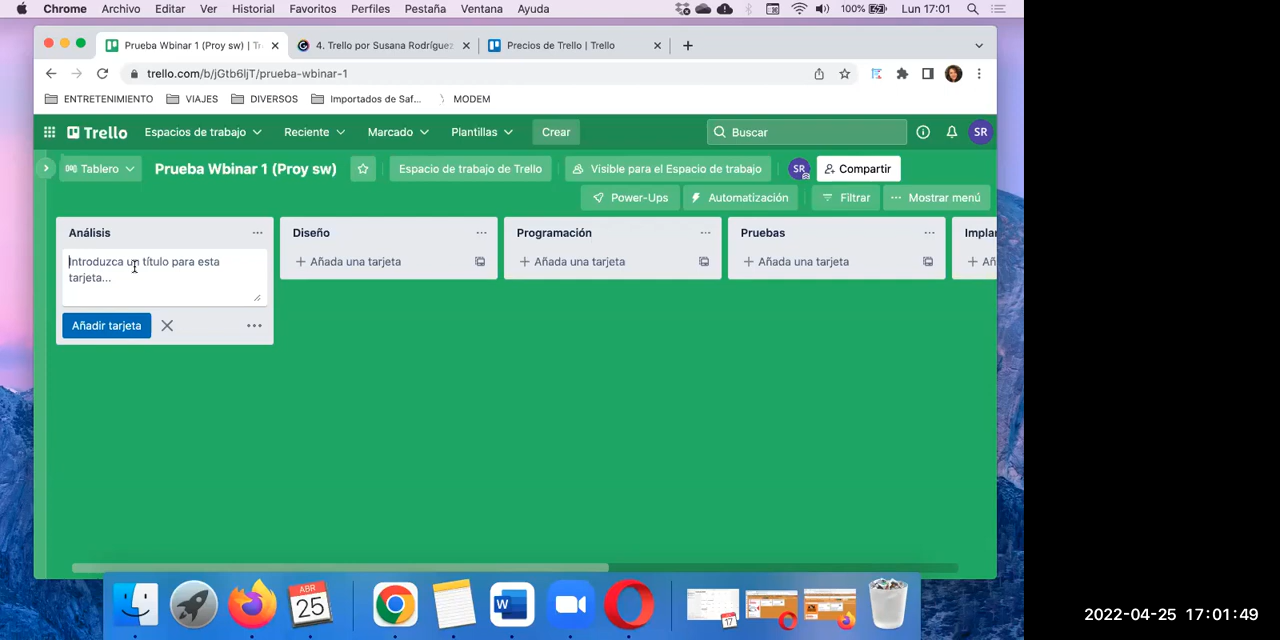 Chrome Archivo Editar Ver Historial Favoritos Perfiles Pestaña Ventana Ayuda 100% Lun 17:01
Prueba Wbinar 1 (Proy sw) | Tr 4. Trello por Susana Rodríguez Precios de Trello | Trello
trello.com/b/jGtb6ljT/prueba-wbinar-1
ENTRETENIMIENTO VIAJES DIVERSOS Importados de Saf... MODEM
Trello Espacios de trabajo Reciente Marcado Plantillas Crear Buscar SR
Tablero Prueba Wbinar 1 (Proy sw) Espacio de trabajo de Trello Visible para el Espacio de trabajo SR Compartir
Power-Ups Automatización Filtrar ... Mostrar menú
Análisis ... Diseño ... Programación ... Pruebas ... Implan
Introduzca un título para esta + Añada una tarjeta + Añada una tarjeta + Añada una tarjeta + Añ
tarjeta...
Añadir tarjeta ...
ABR
25
W
17
2022-04-25 17:01:49